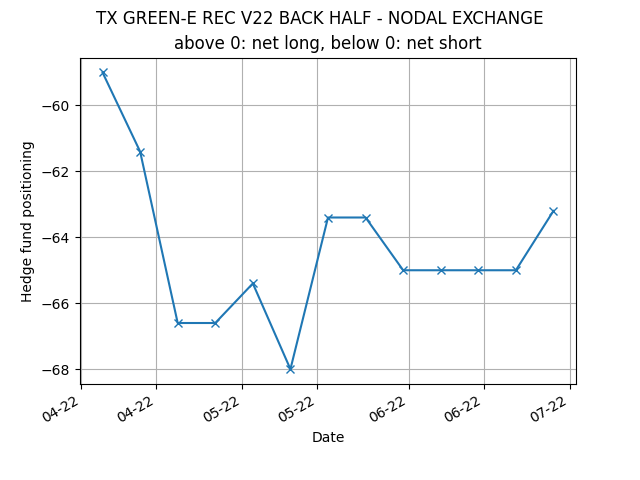 TX GREEN-E REC V22 BACK HALF - NODAL EXCHANGE
above 0: net long, below 0: net short
Hedge fund positioning
−60
−62
−64
−66
−68
04-22 04-22 05-22 05-22 06-22 06-22 07-22
Date